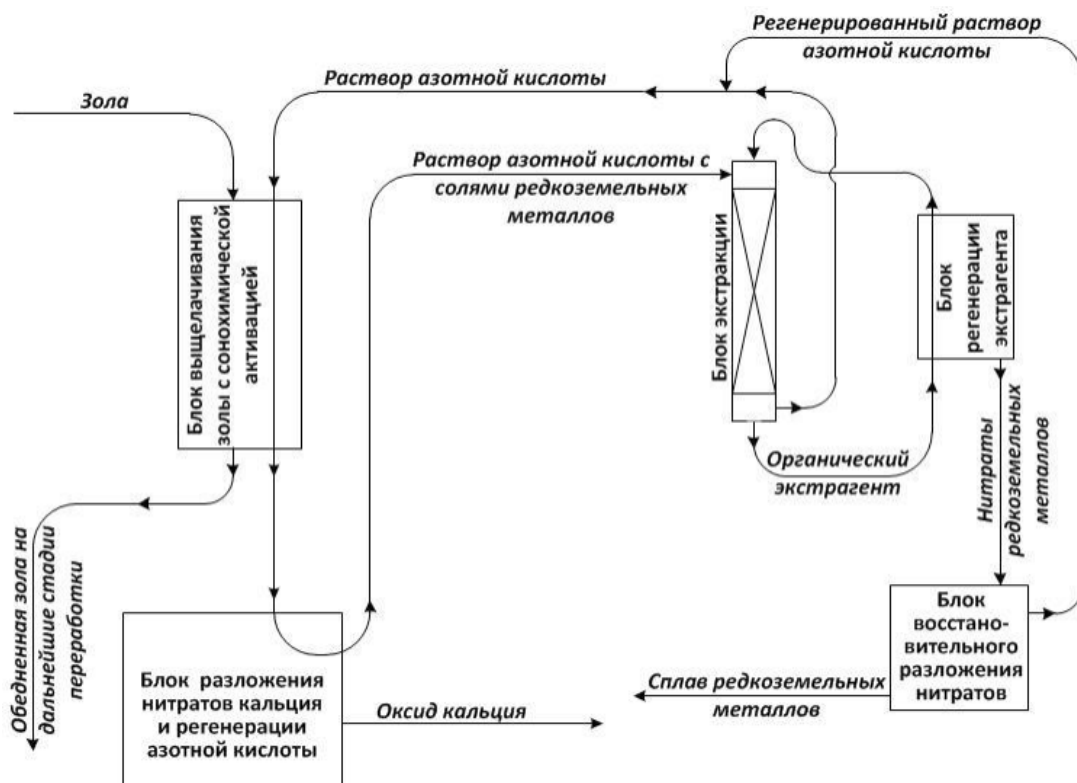 Регенерированный раствор
азотной кислоты
Раствор азотной кислоты
Зола
Раствор азотной кислоты с
солями редкоземельных
металлов
Блок выщелачивания
золы с сонохимической
активацией
Блок экстракции
Блок
регенерации
экстрагента
Органический
экстрагент
Нитраты
редкоземельных
металлов
Обедненная зола на
дальнейшие стадии
переработки
Блок разложения
нитратов кальция
и регенерации
азотной кислоты
Оксид кальция
Блок
восстано-
вительного
разложения
нитратов
Сплав редкоземельных
металлов